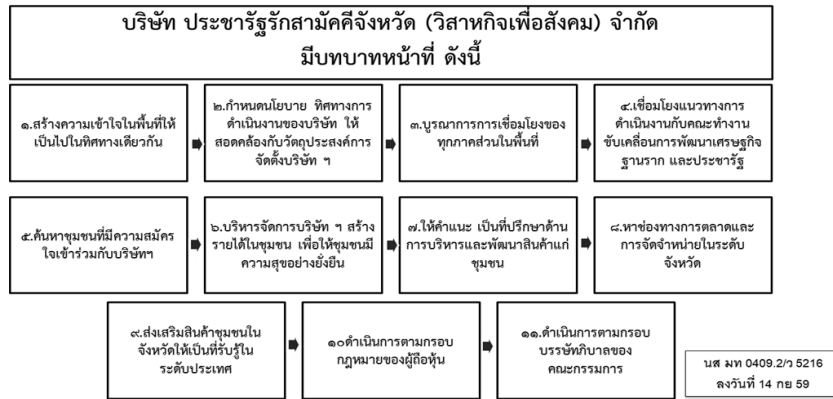 บริษัท ประชารัฐรักสามัคคีจังหวัด (วิสาหกิจเพื่อสังคม) จำกัด
มีบทบาทหน้าที่ ดังนี้
๑.สร้างความเข้าใจในพื้นที่ให้
เป็นไปในทิศทางเดียวกัน
๒.กำหนดนโยบาย ทิศทางการ
ดำเนินงานของบริษัท ให้
สอดคล้องกับวัตถุประสงค์การ
จัดตั้งบริษัท ฯ
๓.บูรณาการการเชื่อมโยงของ
ทุกภาคส่วนในพื้นที่
๔.เชื่อมโยงแนวทางการ
ดำเนินงานกับคณะทำงาน
ขับเคลื่อนการพัฒนาเศรษฐกิจ
ฐานราก และประชารัฐ
๕.ค้นหาชุมชนที่มีความสมัคร
ใจเข้าร่วมกับบริษัทฯ
๖.บริหารจัดการบริษัท ฯ สร้าง
รายได้ในชุมชน เพื่อให้ชุมชนมี
ความสุขอย่างยั่งยืน
๗.ให้คำแนะ เป็นที่ปรึกษาด้าน
การบริหารและพัฒนาสินค้าแก่
ชุมชน
๘.หาช่องทางการตลาดและ
การจัดจำหน่ายในระดับ
จังหวัด
๙.ส่งเสริมสินค้าชุมชนใน
จังหวัดให้เป็นที่รับรู้ใน
ระดับประเทศ
๑๐ดำเนินการตามกรอบ
กฎหมายของผู้ถือหุ้น
๑๑.ดำเนินการตามกรอบ
บรรษัทภิบาลของ
คณะกรรมการ
นส มท 0409.2/ว 5216
ลงวันที่ 14 กย 59